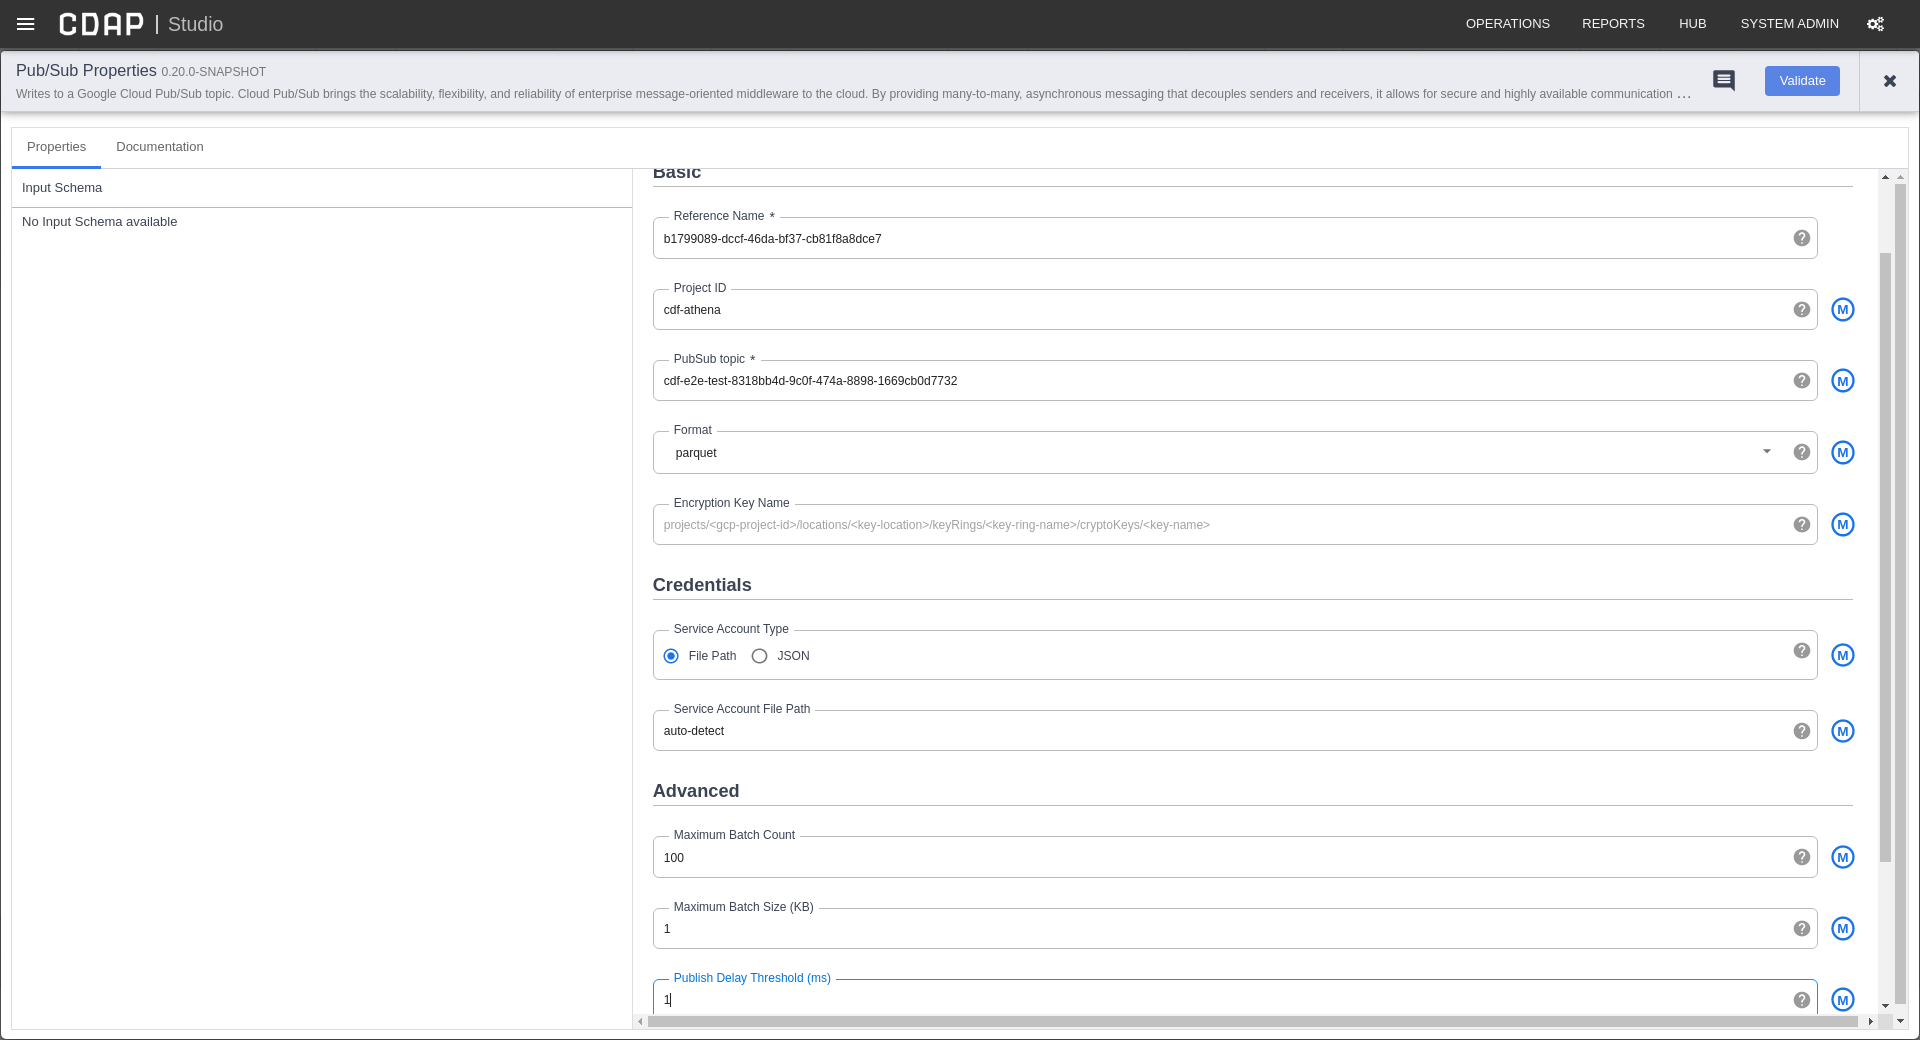 CDAP | Studio
OPERATIONS REPORTS HUB SYSTEM ADMIN
Pub/Sub Properties 0.20.0-SNAPSHOT
Writes to a Google Cloud Pub/Sub topic. Cloud Pub/Sub brings the scalability, flexibility, and reliability of enterprise message-oriented middleware to the cloud. By providing many-to-many, asynchronous messaging that decouples senders and receivers, it allows for secure and highly available communication ...
Validate
Properties Documentation
Input Schema
No Input Schema available
Basic
Reference Name *
b1799089-dccf-46da-bf37-cb81f8a8dce7
Project ID
cdf-athena
M
PubSub topic *
cdf-e2e-test-8318bb4d-9c0f-474a-8898-1669cb0d7732
M
Format
parquet
M
Encryption Key Name
projects/<gcp-project-id>/locations/<key-location>/keyRings/<key-ring-name>/cryptoKeys/<key-name>
M
Credentials
Service Account Type
File Path JSON
M
Service Account File Path
auto-detect
M
Advanced
Maximum Batch Count
100
M
Maximum Batch Size (KB)
1
M
Publish Delay Threshold (ms)
1
M